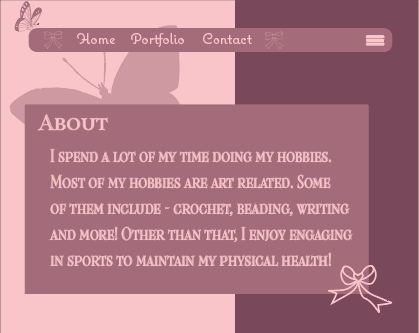 Home Portfolio Contact
About
I spend a lot of my time doing my hobbies.
Most of my hobbies are art related. Some
of them include - crochet, beading, writing
and more! Other than that, I enjoy engaging
in sports to maintain my physical health!